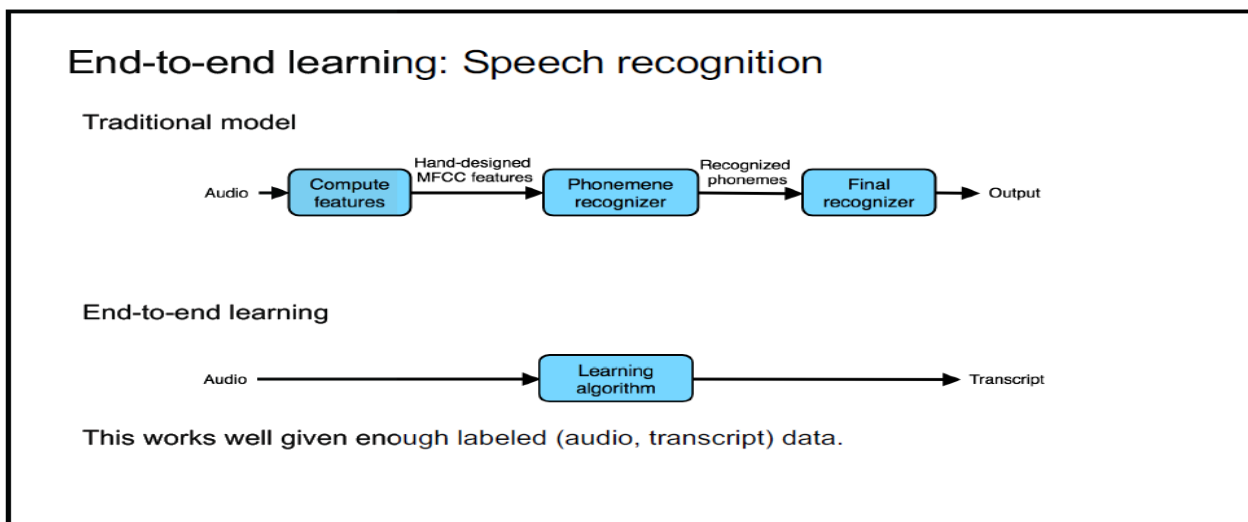 End-to-end learning: Speech recognition
Traditional model
Audio
Compute
features
Hand-designed
MFCC features
Phonemene
recognizer
Recognized
phonemes
Final
recognizer
Output
End-to-end learning
Audio
Learning
algorithm
Transcript
This works well given enough labeled (audio, transcript) data.